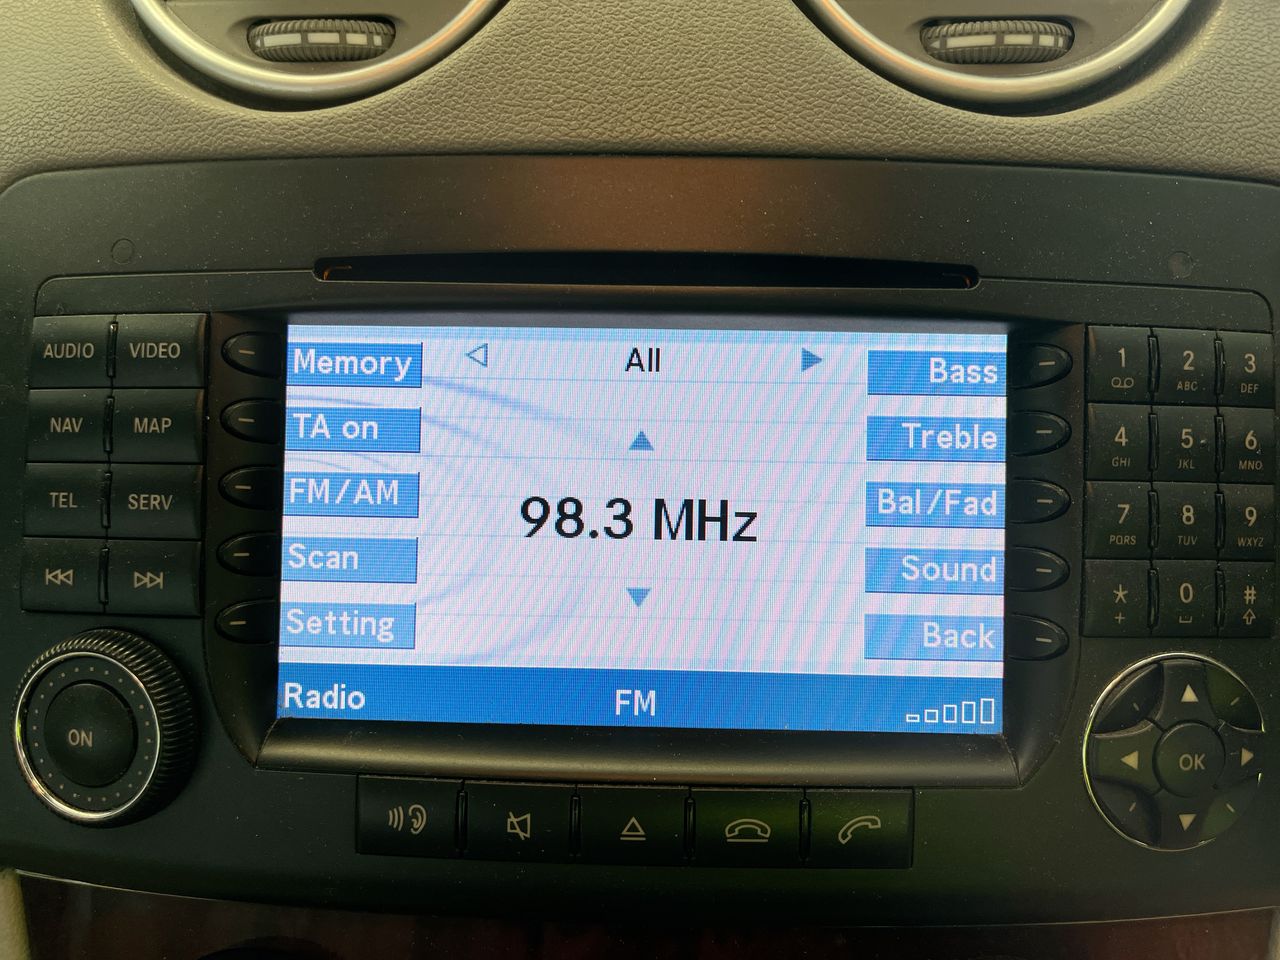 All
Memory
Bass
TA on
Treble
FM/AM
98.3 MHz
Bal/Fad
Scan
Sound
Setting
Back
Radio
FM
AUDIO
VIDEO
NAV
MAP
TEL
SERV
ON
1
2
ABC
3
DEF
4
GHI
5
JKL
6
MNO
7
PQRS
8
TUV
9
WXYZ
*
+
0
#
OK